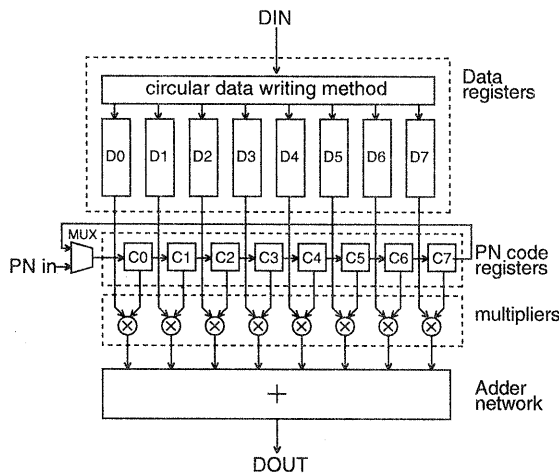 DIN
circular data writing method
Data
registers
D0 D1 D2 D3 D4 D5 D6 D7
MUX
PN in
C0 C1 C2 C3 C4 C5 C6 C7
PN code
registers
multipliers
+
Adder
network
DOUT